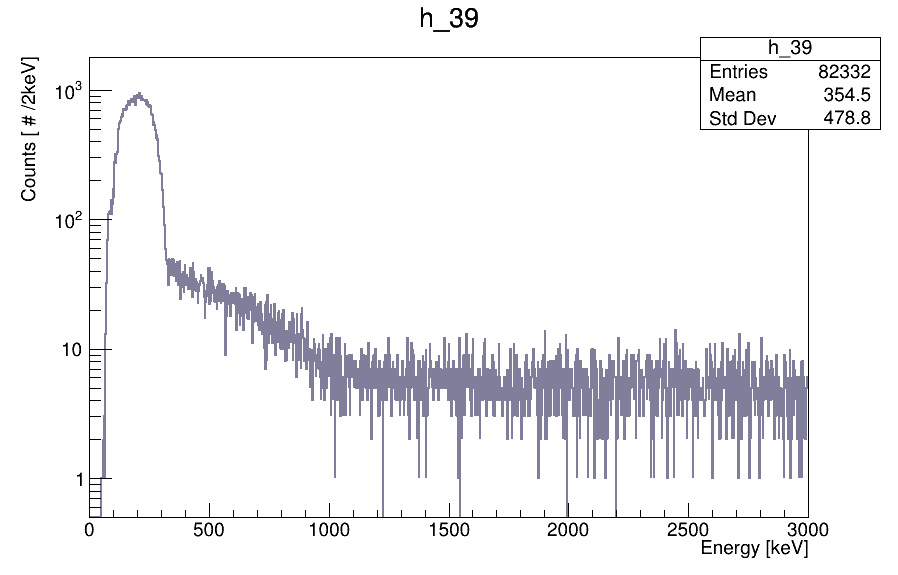 h_39
h_39
Entries 82332
Mean 354.5
Std Dev 478.8
Counts [ # /2keV]
10³
10²
10
1
0 500 1000 1500 2000 2500 3000
Energy [keV]